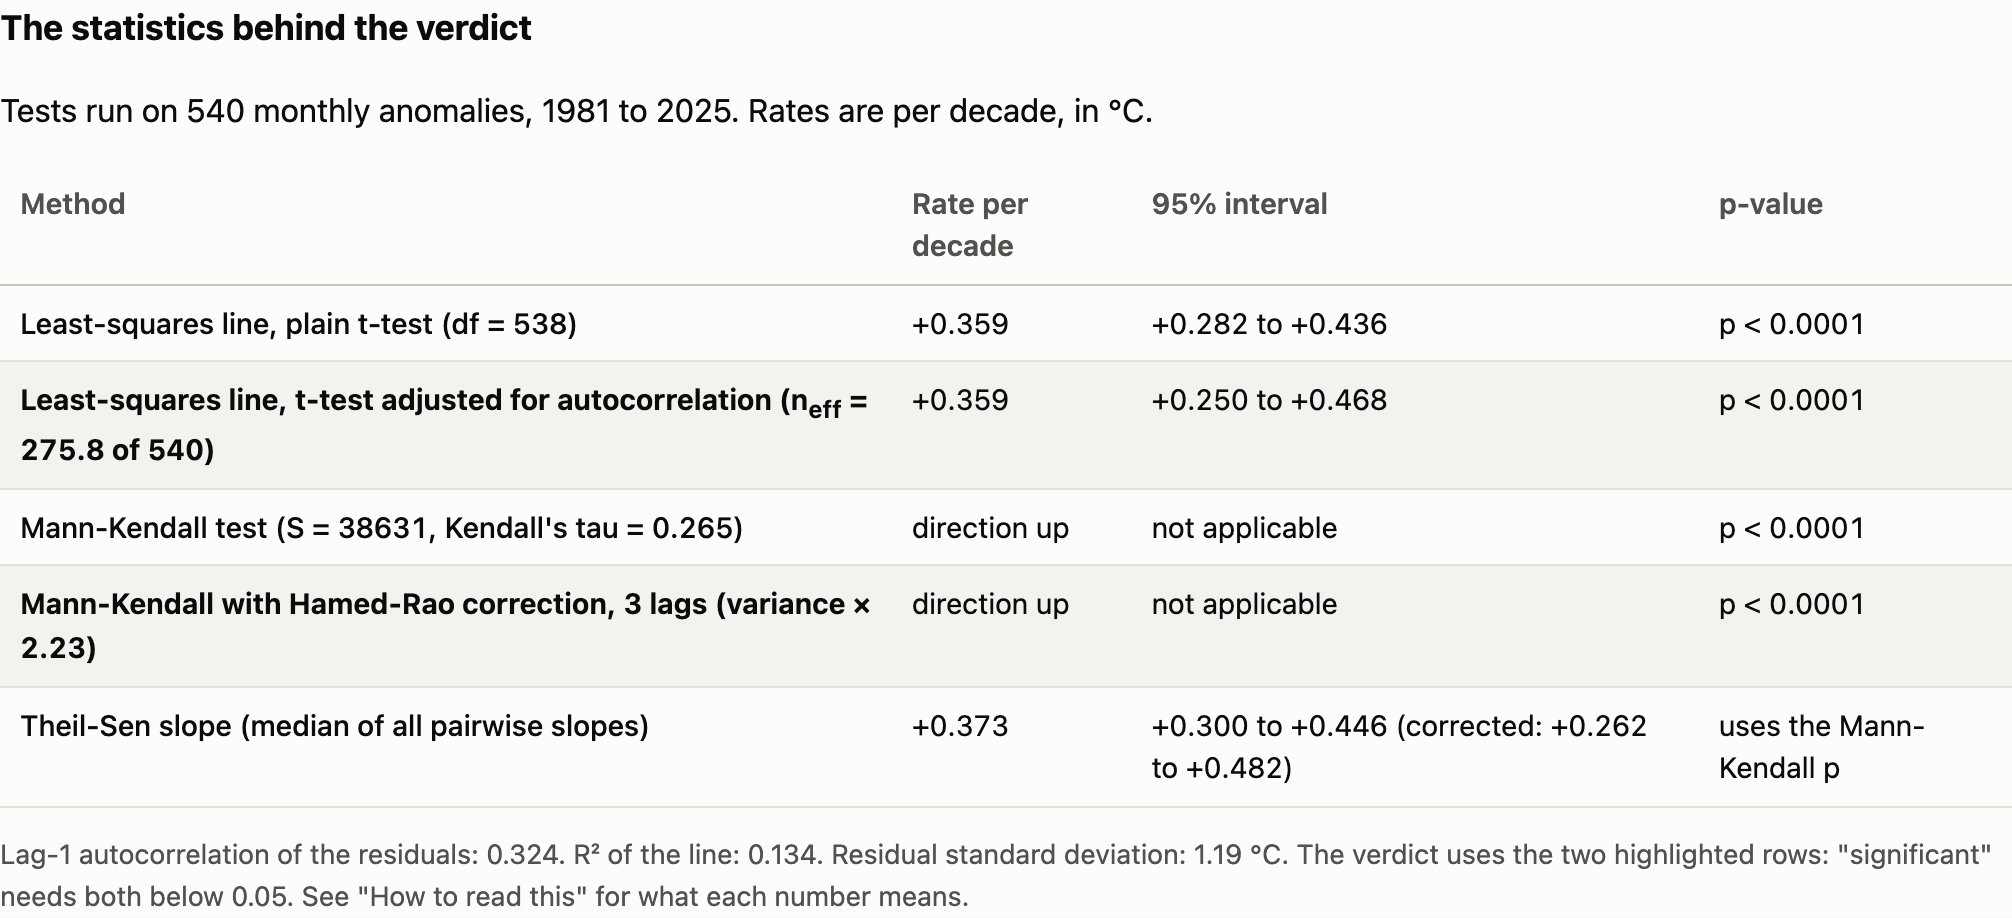 The statistics behind the verdict
Tests run on 540 monthly anomalies, 1981 to 2025. Rates are per decade, in °C.
Method Rate per decade 95% interval p-value
Least-squares line, plain t-test (df = 538) +0.359 +0.282 to +0.436 p < 0.0001
Least-squares line, t-test adjusted for autocorrelation (neff = +0.359 +0.250 to +0.468 p < 0.0001
275.8 of 540)
Mann-Kendall test (S = 38631, Kendall's tau = 0.265) direction up not applicable p < 0.0001
Mann-Kendall with Hamed-Rao correction, 3 lags (variance × direction up not applicable p < 0.0001
2.23)
Theil-Sen slope (median of all pairwise slopes) +0.373 +0.300 to +0.446 (corrected: +0.262 uses the Mann-
to +0.482) Kendall p
Lag-1 autocorrelation of the residuals: 0.324. R² of the line: 0.134. Residual standard deviation: 1.19 °C. The verdict uses the two highlighted rows: "significant"
needs both below 0.05. See "How to read this" for what each number means.